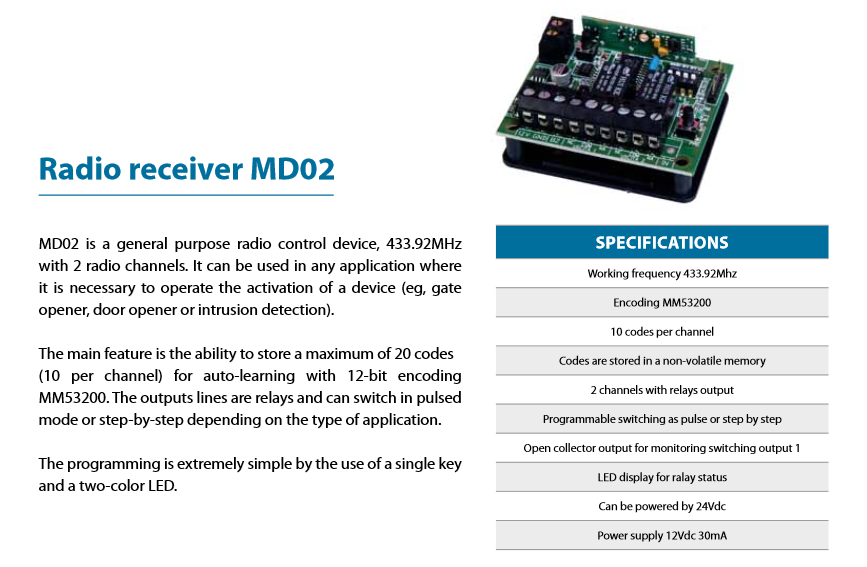 Radio receiver MD02
MD02 is a general purpose radio control device, 433.92MHz
with 2 radio channels. It can be used in any application where
it is necessary to operate the activation of a device (eg, gate
opener, door opener or intrusion detection).
The main feature is the ability to store a maximum of 20 codes
(10 per channel) for auto-learning with 12-bit encoding
MM53200. The outputs lines are relays and can switch in pulsed
mode or step-by-step depending on the type of application.
The programming is extremely simple by the use of a single key
and a two-color LED.
12V GND BZ
SPECIFICATIONS
Working frequency 433.92Mhz
Encoding MM53200
10 codes per channel
Codes are stored in a non-volatile memory
2 channels with relays output
Programmable switching as pulse or step by step
Open collector output for monitoring switching output 1
LED display for ralay status
Can be powered by 24Vdc
Power supply 12Vdc 30mA